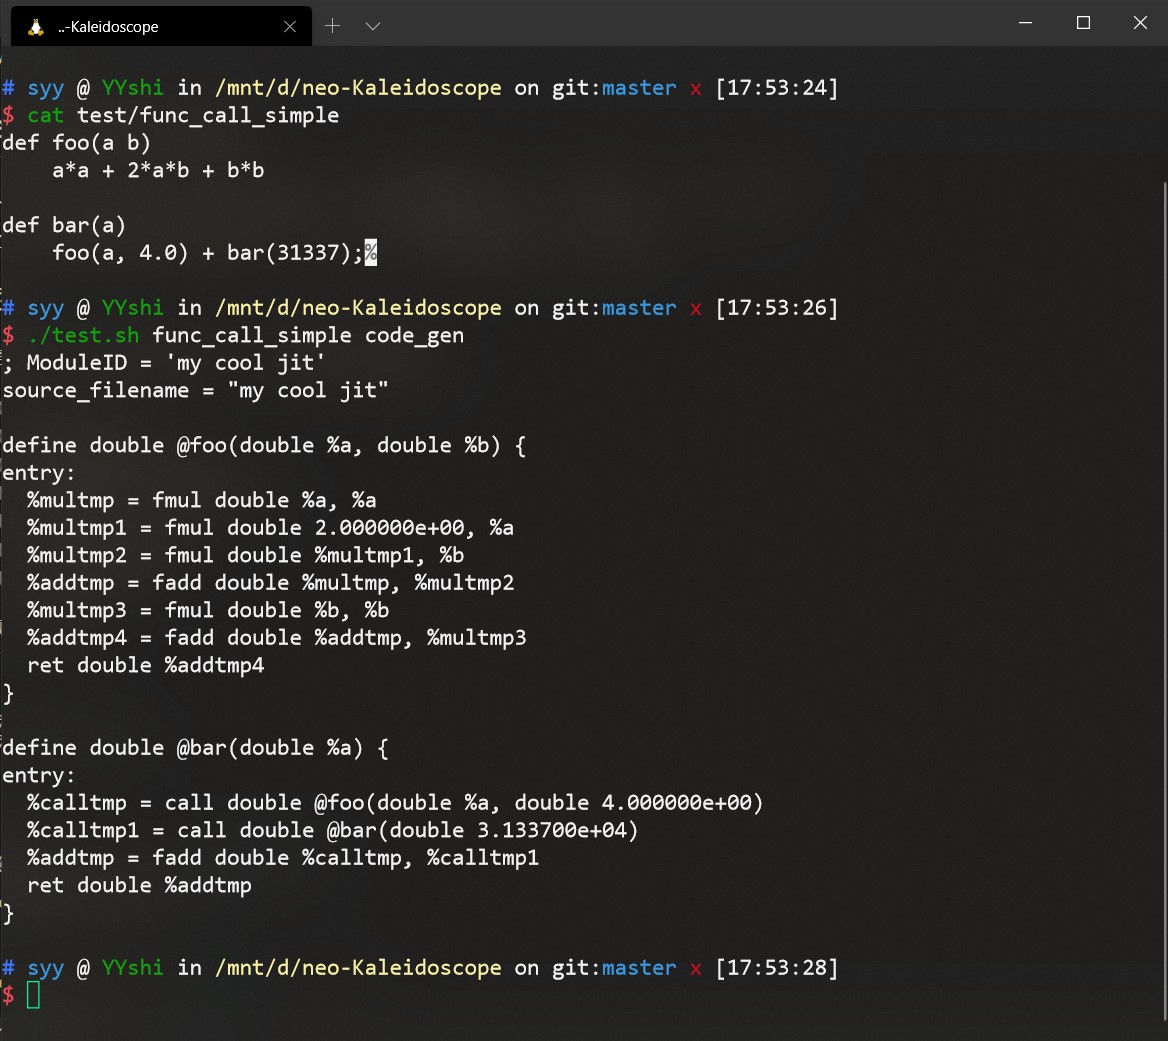 ..-Kaleidoscope
# syy @ YYshi in /mnt/d/neo-Kaleidoscope on git:master x [17:53:24]
$ cat test/func_call_simple
def foo(a b)
    a*a + 2*a*b + b*b

def bar(a)
    foo(a, 4.0) + bar(31337);%

# syy @ YYshi in /mnt/d/neo-Kaleidoscope on git:master x [17:53:26]
$ ./test.sh func_call_simple code_gen
; ModuleID = 'my cool jit'
source_filename = "my cool jit"

define double @foo(double %a, double %b) {
entry:
  %multmp = fmul double %a, %a
  %multmp1 = fmul double 2.000000e+00, %a
  %multmp2 = fmul double %multmp1, %b
  %addtmp = fadd double %multmp, %multmp2
  %multmp3 = fmul double %b, %b
  %addtmp4 = fadd double %addtmp, %multmp3
  ret double %addtmp4
}

define double @bar(double %a) {
entry:
  %calltmp = call double @foo(double %a, double 4.000000e+00)
  %calltmp1 = call double @bar(double 3.133700e+04)
  %addtmp = fadd double %calltmp, %calltmp1
  ret double %addtmp
}

# syy @ YYshi in /mnt/d/neo-Kaleidoscope on git:master x [17:53:28]
$